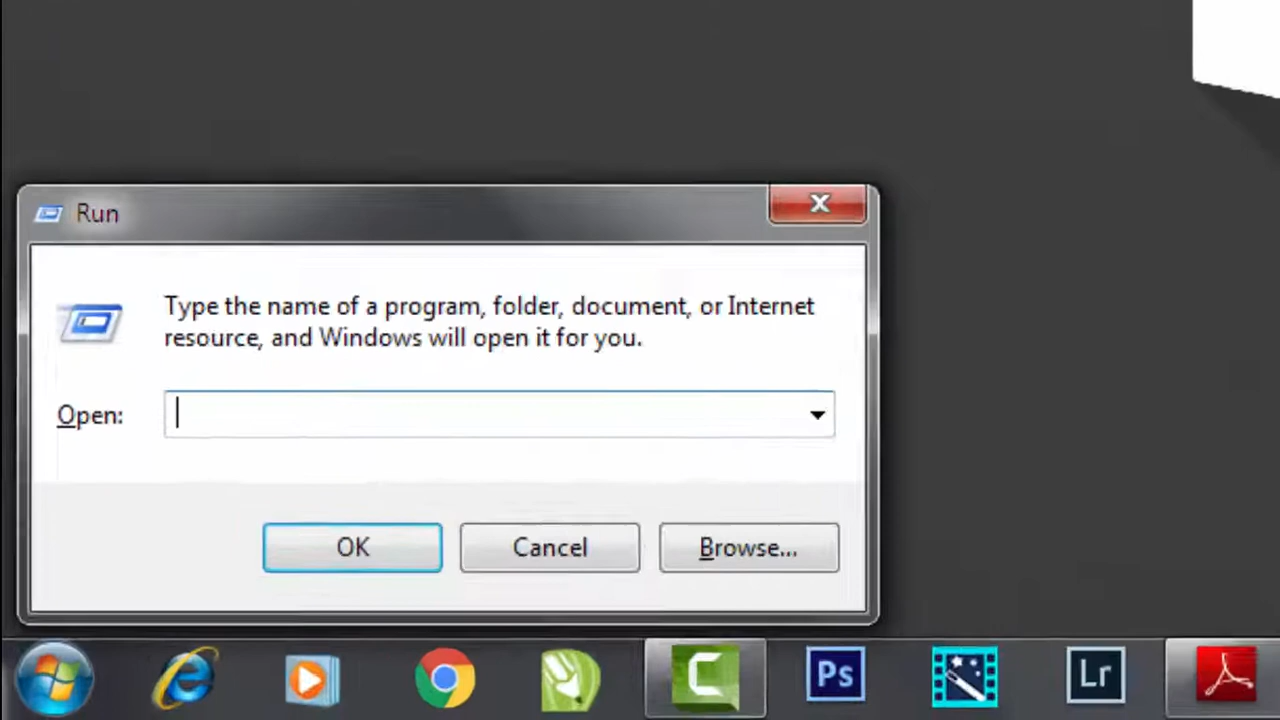 Run
Type the name of a program, folder, document, or Internet
resource, and Windows will open it for you.
Open:
OK
Cancel
Browse...
Ps
Lr